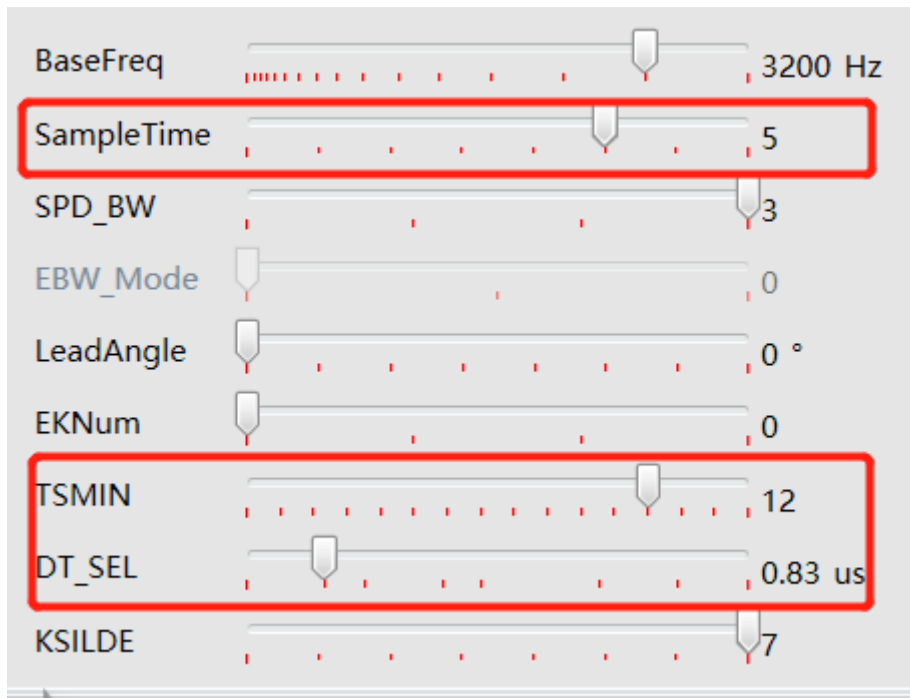 BaseFreq 3200 Hz
SampleTime 5
SPD_BW 3
EBW_Mode 0
LeadAngle 0 °
EKNum 0
TSMIN 12
DT_SEL 0.83 us
KSILDE 7